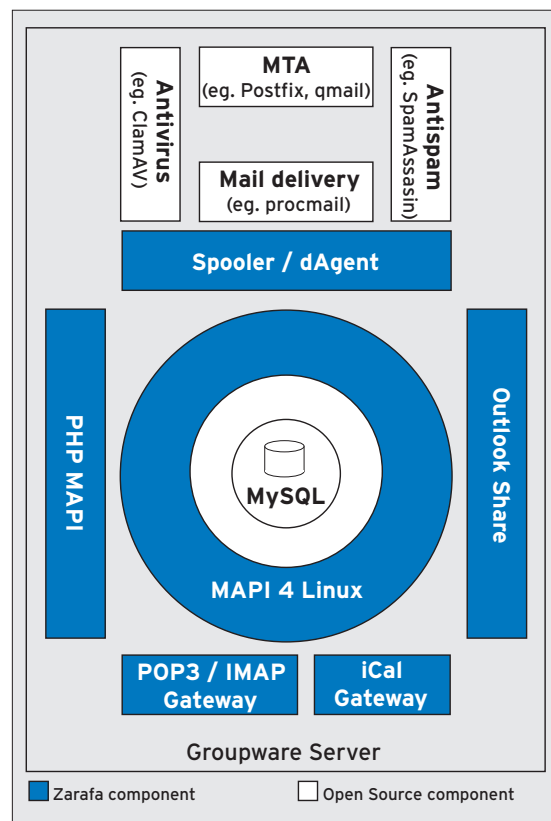 Antivirus
(eg. ClamAV)
MTA
(eg. Postfix, qmail)
Antispam
(eg. SpamAssasin)
Mail delivery
(eg. procmail)
Spooler / dAgent
PHP MAPI
MySQL
MAPI 4 Linux
Outlook Share
POP3 / IMAP
Gateway
iCal
Gateway
Groupware Server
Zarafa component
Open Source component